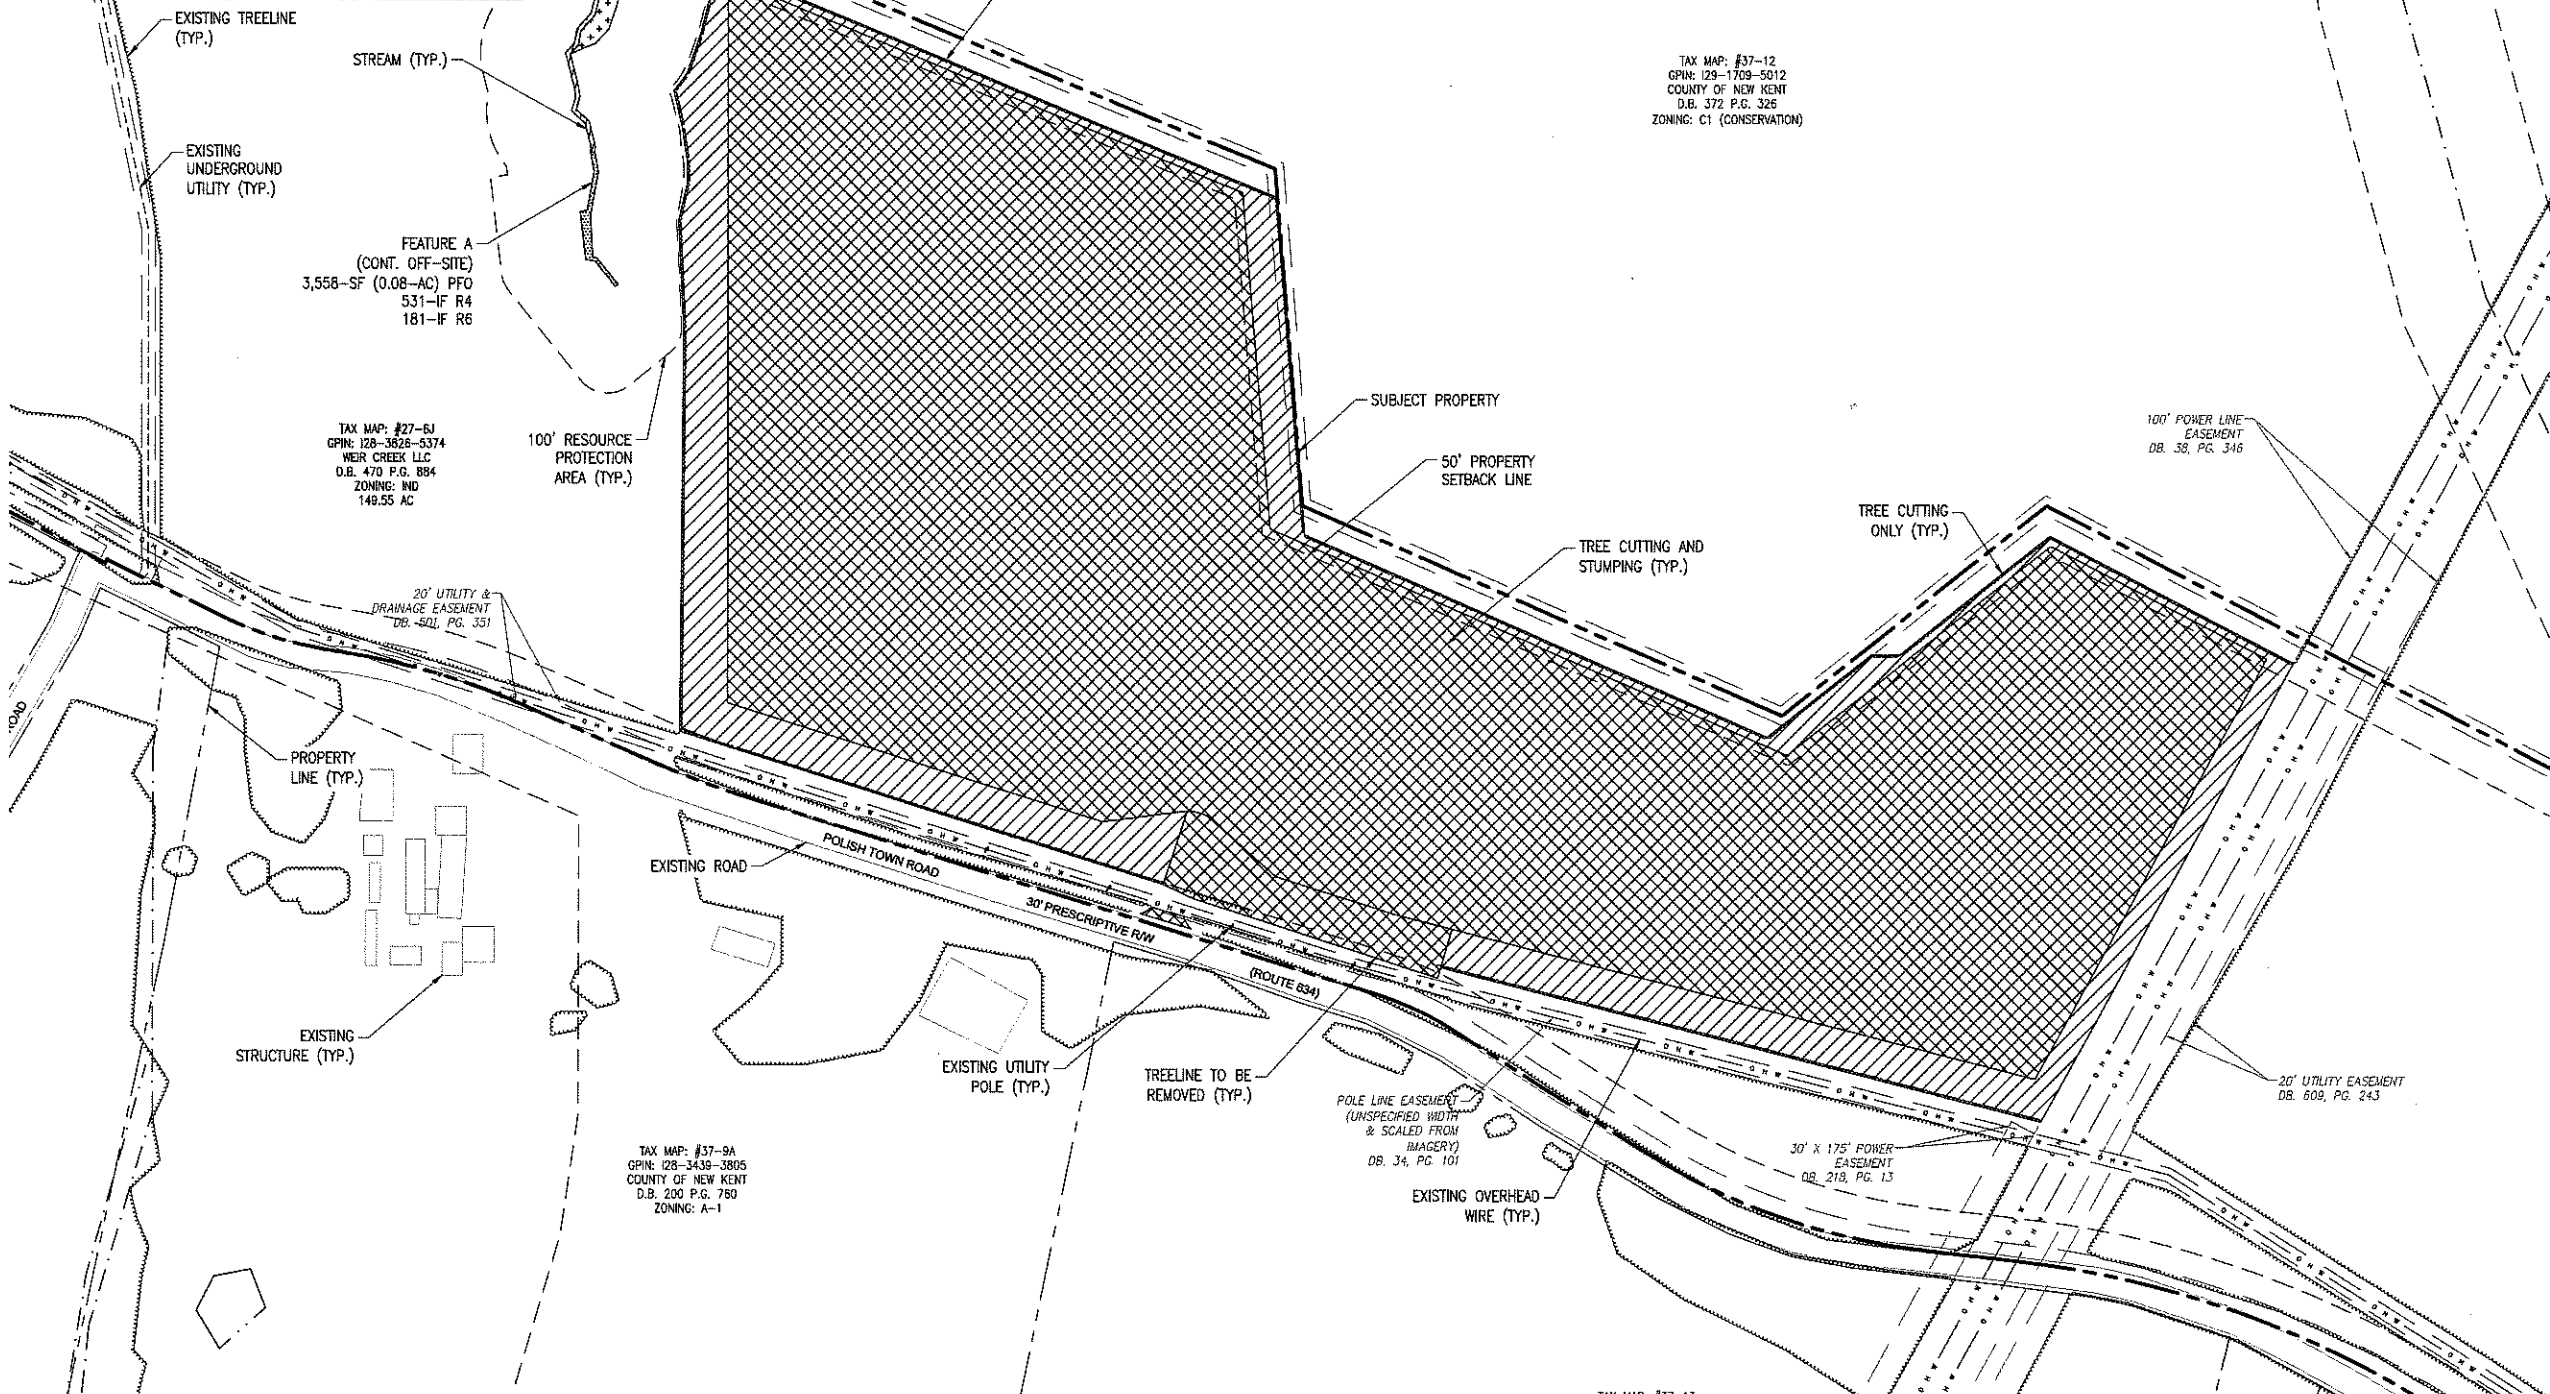 EXISTING TREELINE
(TYP.)
STREAM (TYP.)
EXISTING
UNDERGROUND
UTILITY (TYP.)
FEATURE A
(CONT. OFF-SITE)
3,558-SF (0.08-AC) PFO
531-lF R4
181-lF R6
TAX MAP: #37-12
GPIN: I29-1709-5012
COUNTY OF NEW KENT
D.B. 372 P.G. 326
ZONING: C1 (CONSERVATION)
TAX MAP: #27-6J
GPIN: I28-3826-5374
WEIR CREEK LLC
D.B. 470 P.G. 884
ZONING: IND
149.55 AC
100' RESOURCE
PROTECTION
AREA (TYP.)
SUBJECT PROPERTY
50' PROPERTY
SETBACK LINE
TREE CUTTING AND
STUMPING (TYP.)
TREE CUTTING
ONLY (TYP.)
100' POWER LINE
EASEMENT
DB. 38, PG. 346
20' UTILITY &
DRAINAGE EASEMENT
DB. 501, PG. 351
ROAD
PROPERTY
LINE (TYP.)
EXISTING ROAD
POLISH TOWN ROAD
30' PRESCRIPTIVE R/W
(ROUTE 634)
EXISTING
STRUCTURE (TYP.)
EXISTING UTILITY
POLE (TYP.)
TREELINE TO BE
REMOVED (TYP.)
POLE LINE EASEMENT
(UNSPECIFIED WIDTH
& SCALED FROM
IMAGERY)
DB. 34, PG. 101
EXISTING OVERHEAD
WIRE (TYP.)
30' X 175' POWER
EASEMENT
DB. 218, PG. 13
20' UTILITY EASEMENT
DB. 609, PG. 243
TAX MAP: #37-9A
GPIN: I28-3439-3805
COUNTY OF NEW KENT
D.B. 200 P.G. 760
ZONING: A-1